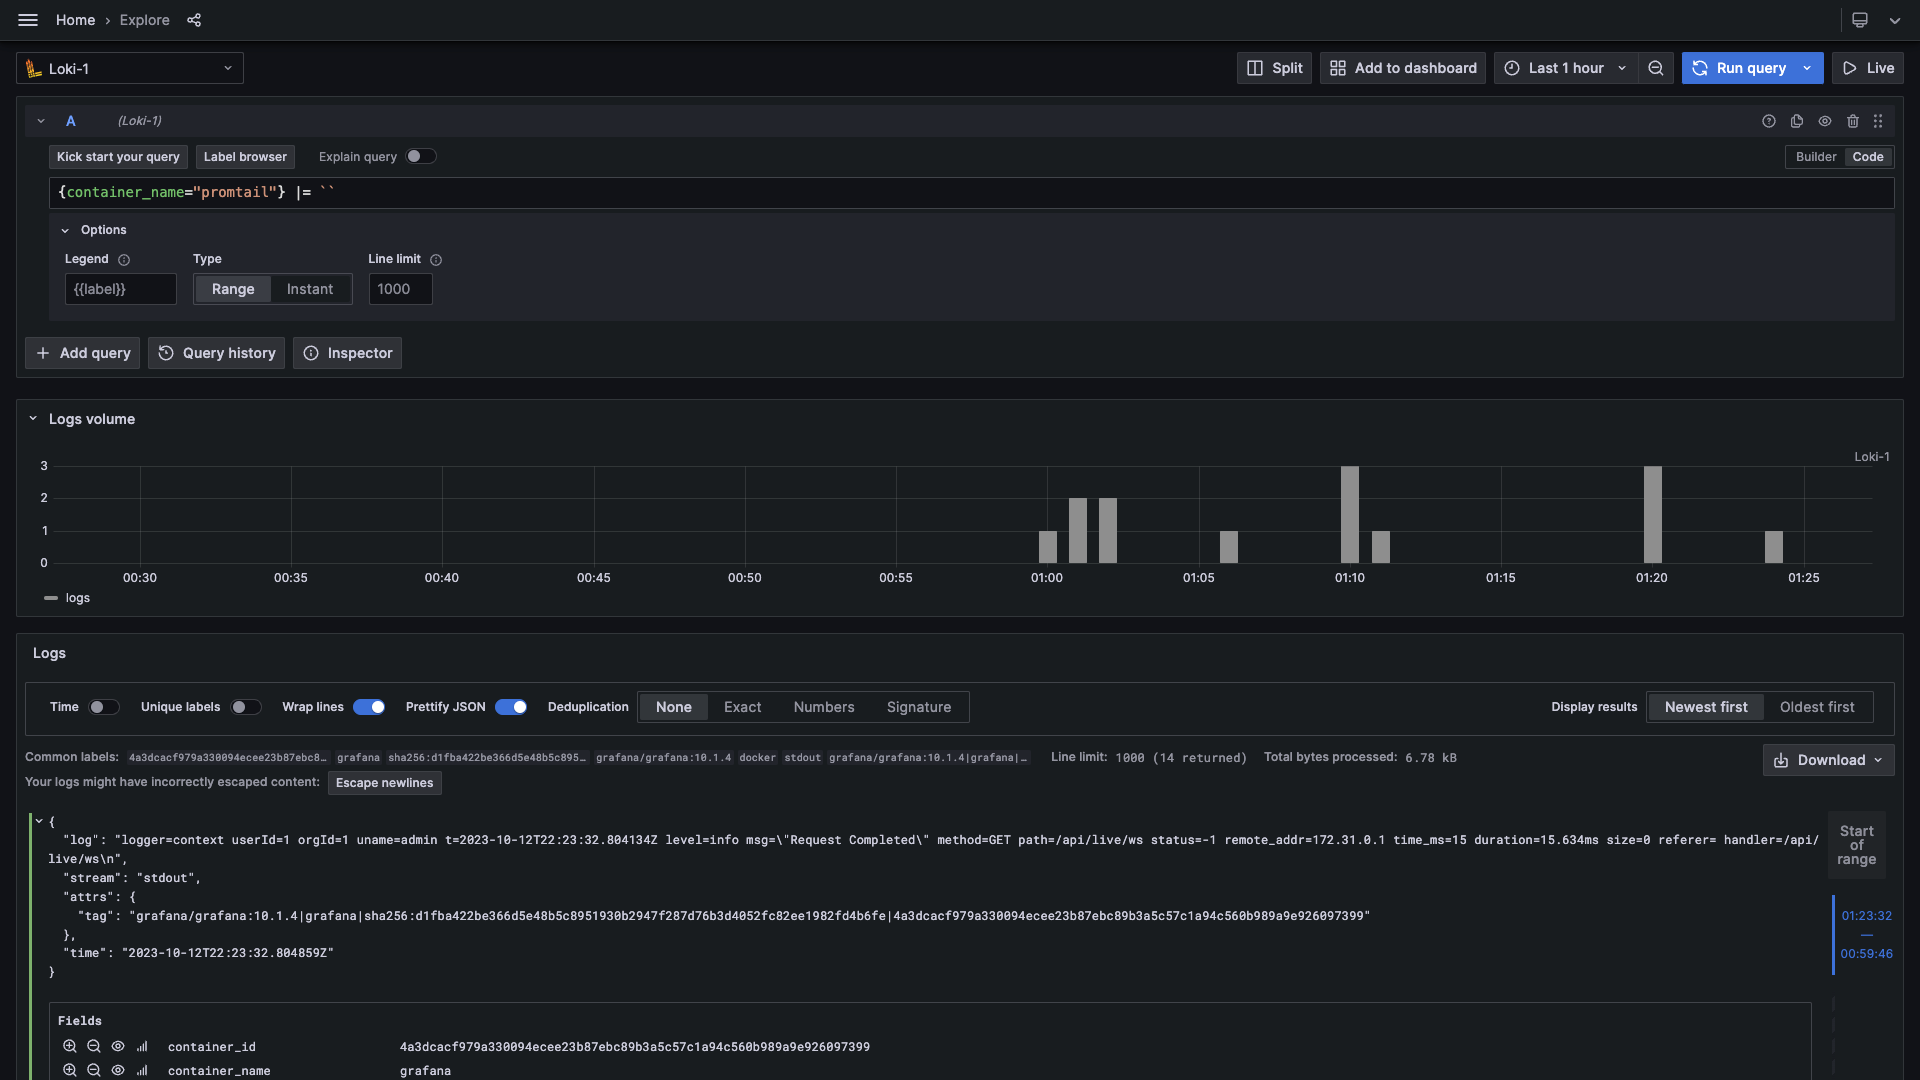 Home › Explore
Loki-1
Split Add to dashboard Last 1 hour Run query Live
A (Loki-1)
Kick start your query Label browser Explain query Builder Code
{container_name="promtail"} |= ``
Options
Legend Type Line limit
{{label}} Range Instant 1000
Add query Query history Inspector
Logs volume
Loki-1
3
2
1
0
00:30 00:35 00:40 00:45 00:50 00:55 01:00 01:05 01:10 01:15 01:20 01:25
logs
Logs
Time Unique labels Wrap lines Prettify JSON Deduplication None Exact Numbers Signature Display results Newest first Oldest first
Common labels: 4a3dcacf979a330094ecee23b87ebc8… grafana sha256:d1fba422be366d5e48b5c895… grafana/grafana:10.1.4 docker stdout grafana/grafana:10.1.4|grafana|… Line limit: 1000 (14 returned) Total bytes processed: 6.78 kB
Download
Your logs might have incorrectly escaped content: Escape newlines
{
"log": "logger=context userId=1 orgId=1 uname=admin t=2023-10-12T22:23:32.804134Z level=info msg=\"Request Completed\" method=GET path=/api/live/ws status=-1 remote_addr=172.31.0.1 time_ms=15 duration=15.634ms size=0 referer= handler=/api/
live/ws\n",
"stream": "stdout",
"attrs": {
"tag": "grafana/grafana:10.1.4|grafana|sha256:d1fba422be366d5e48b5c8951930b2947f287d76b3d4052fc82ee1982fd4b6fe|4a3dcacf979a330094ecee23b87ebc89b3a5c57c1a94c560b989a9e926097399"
},
"time": "2023-10-12T22:23:32.804859Z"
}
Start
of
range
01:23:32
—
00:59:46
Fields
container_id 4a3dcacf979a330094ecee23b87ebc89b3a5c57c1a94c560b989a9e926097399
container_name grafana